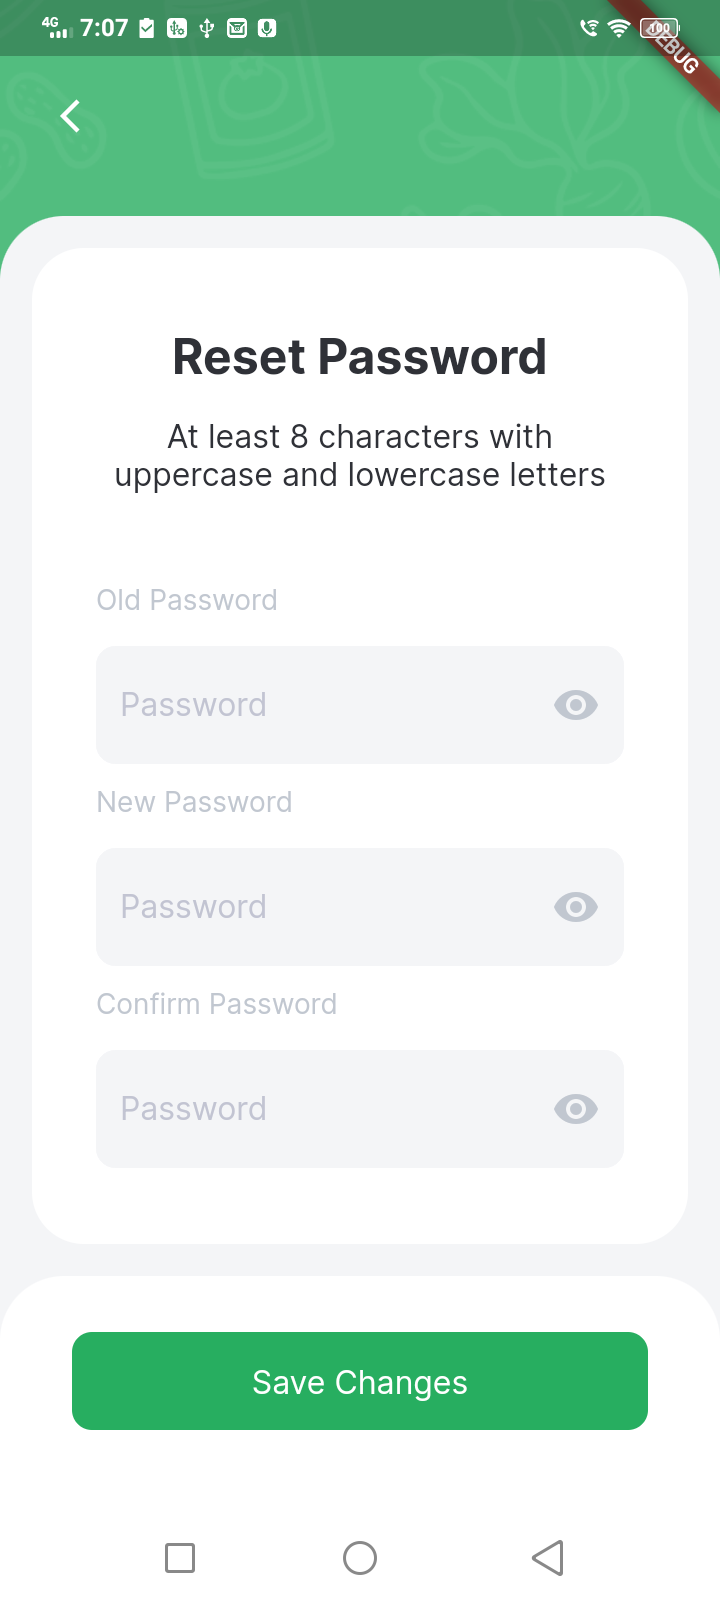 4G 7:07 100
DEBUG
Reset Password
At least 8 characters with
uppercase and lowercase letters
Old Password
Password
New Password
Password
Confirm Password
Password
Save Changes